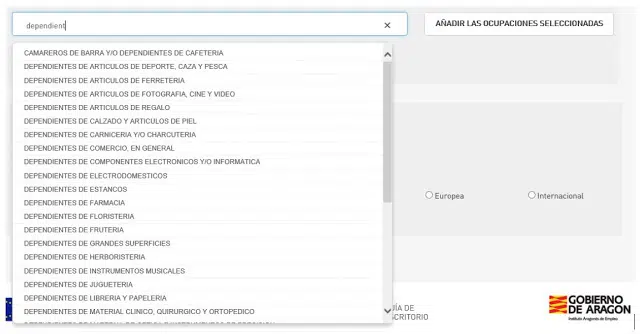 dependient
AÑADIR LAS OCUPACIONES SELECCIONADAS
CAMAREROS DE BARRA Y/O DEPENDIENTES DE CAFETERIA
DEPENDIENTES DE ARTICULOS DE DEPORTE, CAZA Y PESCA
DEPENDIENTES DE ARTICULOS DE FERRETERIA
DEPENDIENTES DE ARTICULOS DE FOTOGRAFIA, CINE Y VIDEO
DEPENDIENTES DE ARTICULOS DE REGALO
DEPENDIENTES DE CALZADO Y ARTICULOS DE PIEL
DEPENDIENTES DE CARNICERIA Y/O CHARCUTERIA
DEPENDIENTES DE COMERCIO, EN GENERAL
DEPENDIENTES DE COMPONENTES ELECTRONICOS Y/O INFORMATICA
DEPENDIENTES DE ELECTRODOMESTICOS
DEPENDIENTES DE ESTANCOS
DEPENDIENTES DE FARMACIA
DEPENDIENTES DE FLORISTERIA
DEPENDIENTES DE FRUTERIA
DEPENDIENTES DE GRANDES SUPERFICIES
DEPENDIENTES DE HERBORISTERIA
DEPENDIENTES DE INSTRUMENTOS MUSICALES
DEPENDIENTES DE JUGUETERIA
DEPENDIENTES DE LIBRERIA Y PAPELERIA
DEPENDIENTES DE MATERIAL CLINICO, QUIRURGICO Y ORTOPEDICO
Europea
Internacional
UÍA DE
SCRITORIO
GOBIERNO
DE ARAGON
Instituto Aragonés de Empleo